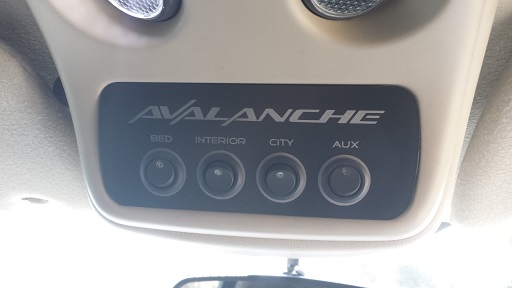 AVALANCHE
BED INTERIOR CITY AUX